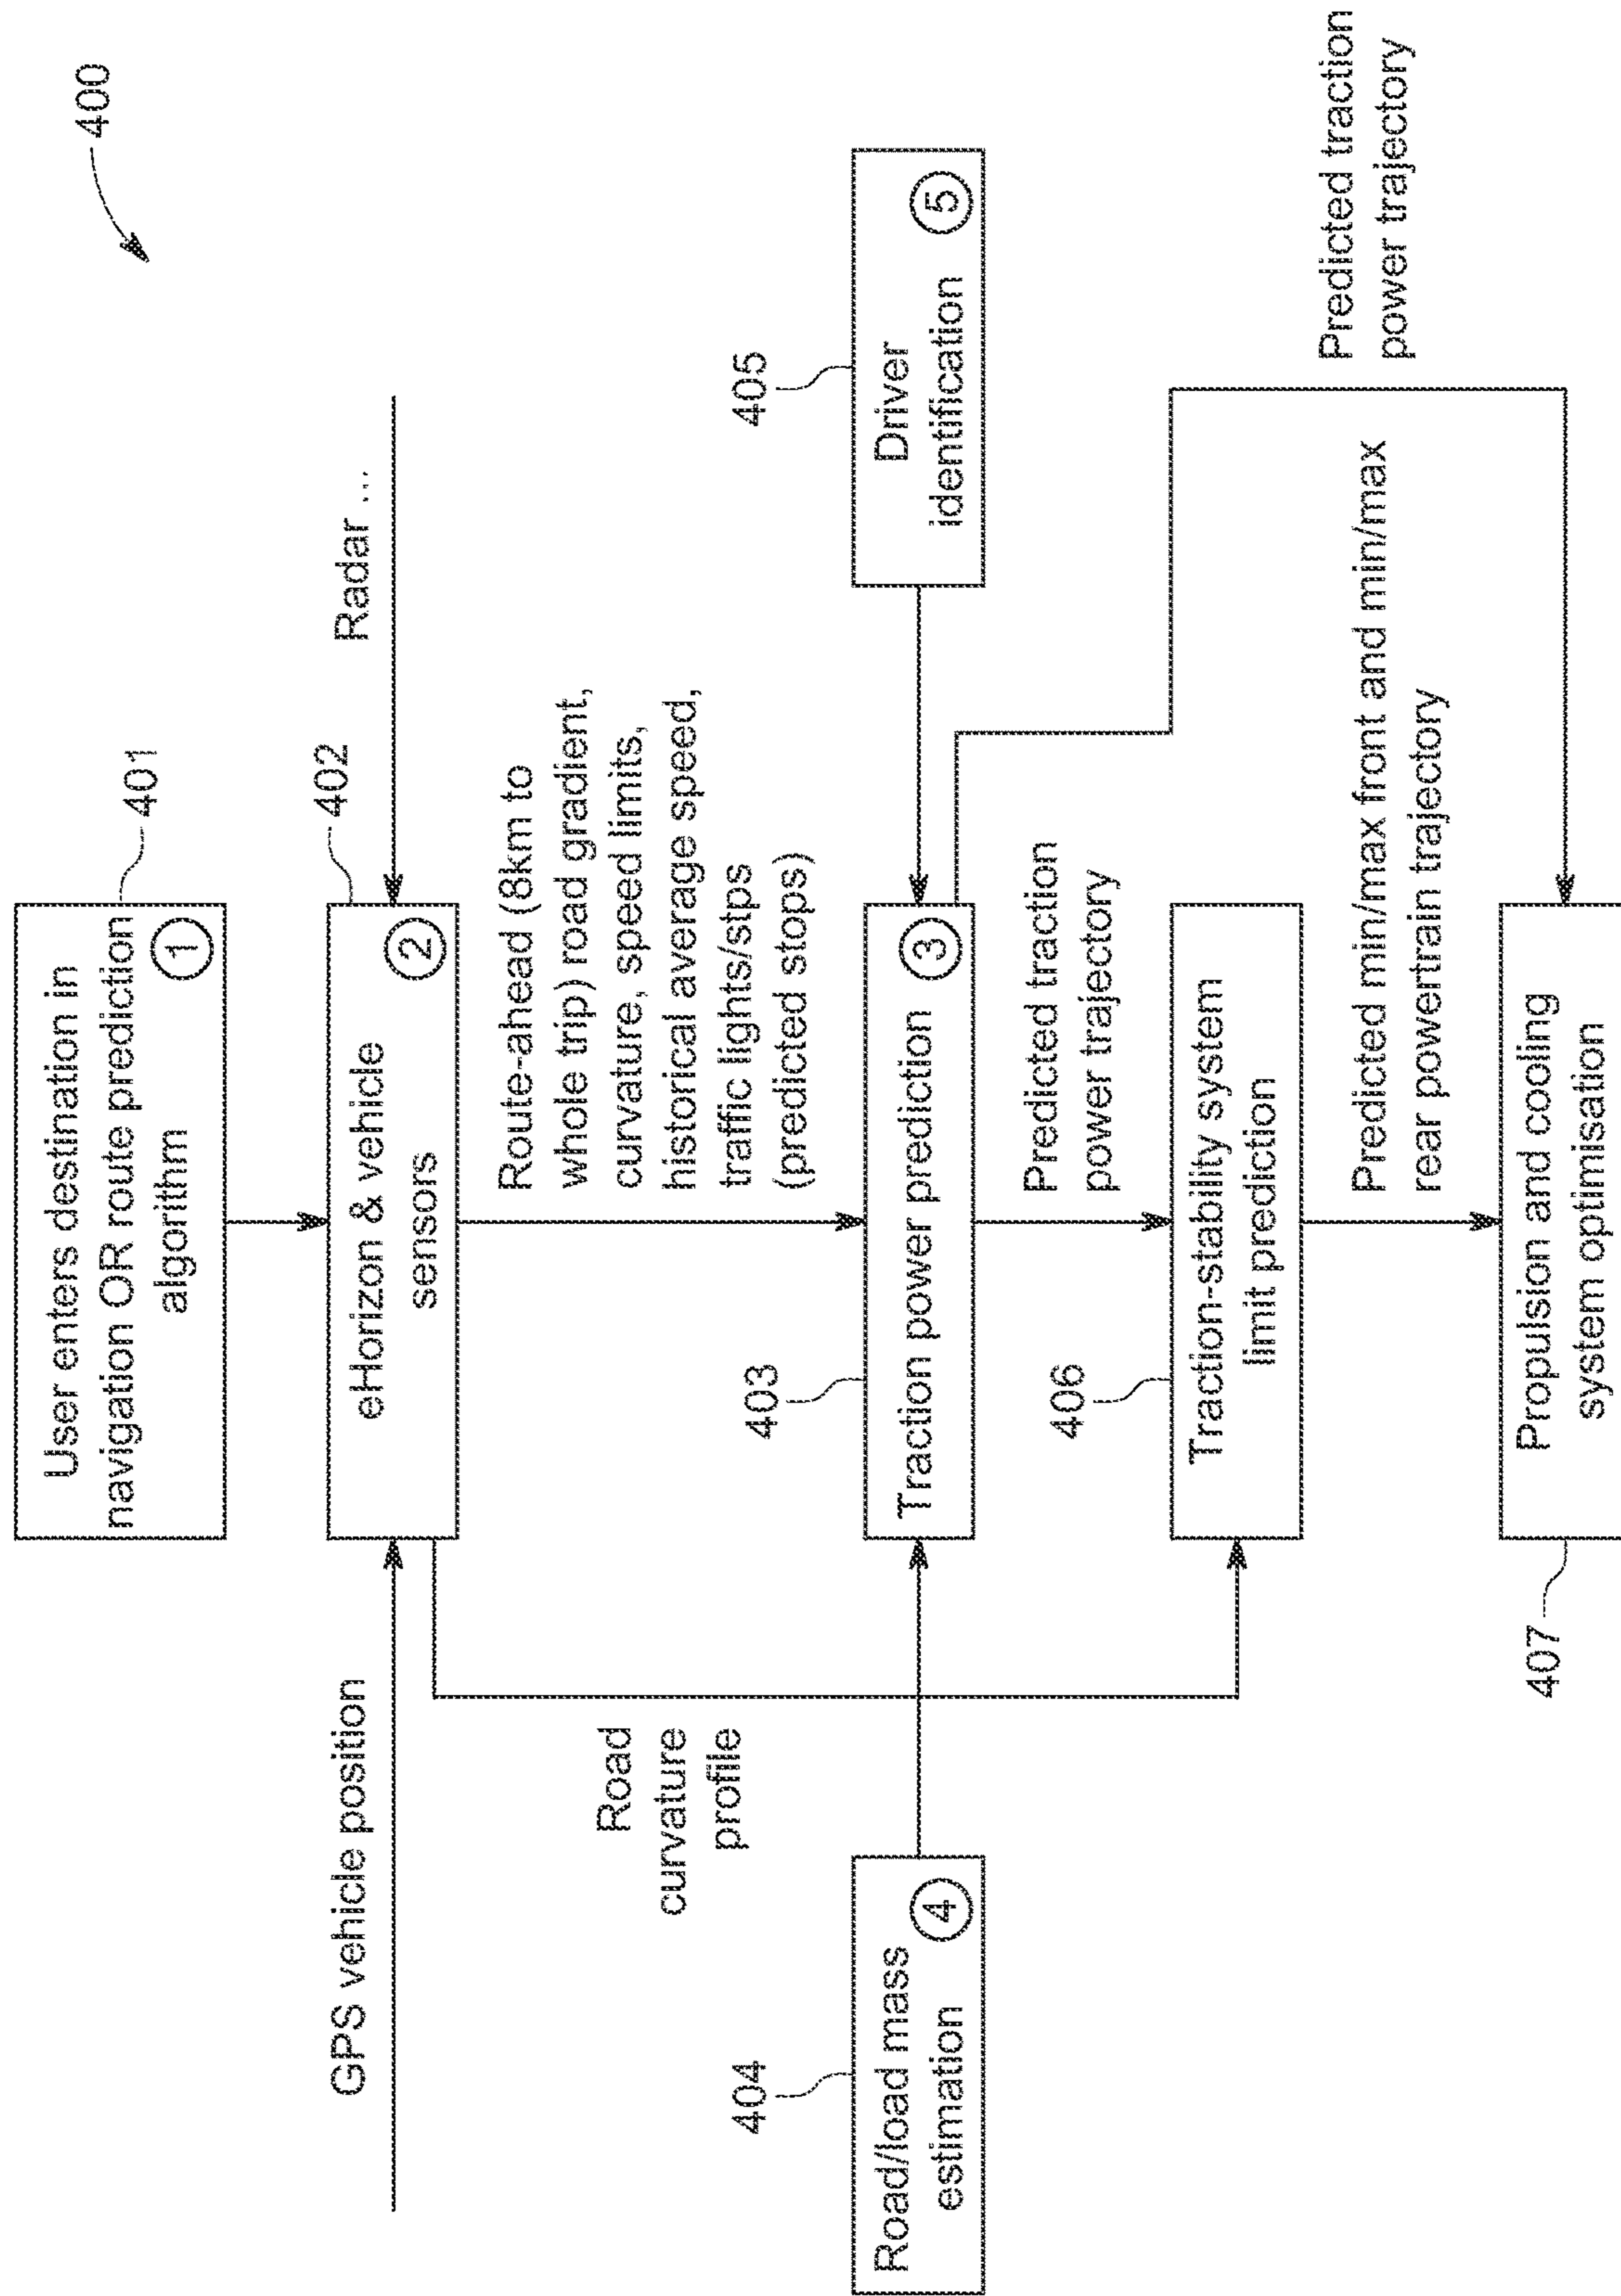 400
User enters destination in
navigation OR route prediction
algorithm
1
401
GPS vehicle position
eHorizon & vehicle
sensors
2
402
Radar ...
Road
curvature
profile
Route-ahead (8km to
whole trip) road gradient,
curvature, speed limits,
historical average speed,
traffic lights/stps
(predicted stops)
404
Road/load mass
estimation
4
403
Traction power prediction
3
405
Driver
identification
5
Predicted traction
power trajectory
406
Traction-stability system
limit prediction
Predicted min/max front and min/max
rear powertrain trajectory
Predicted traction
power trajectory
407
Propulsion and cooling
system optimisation